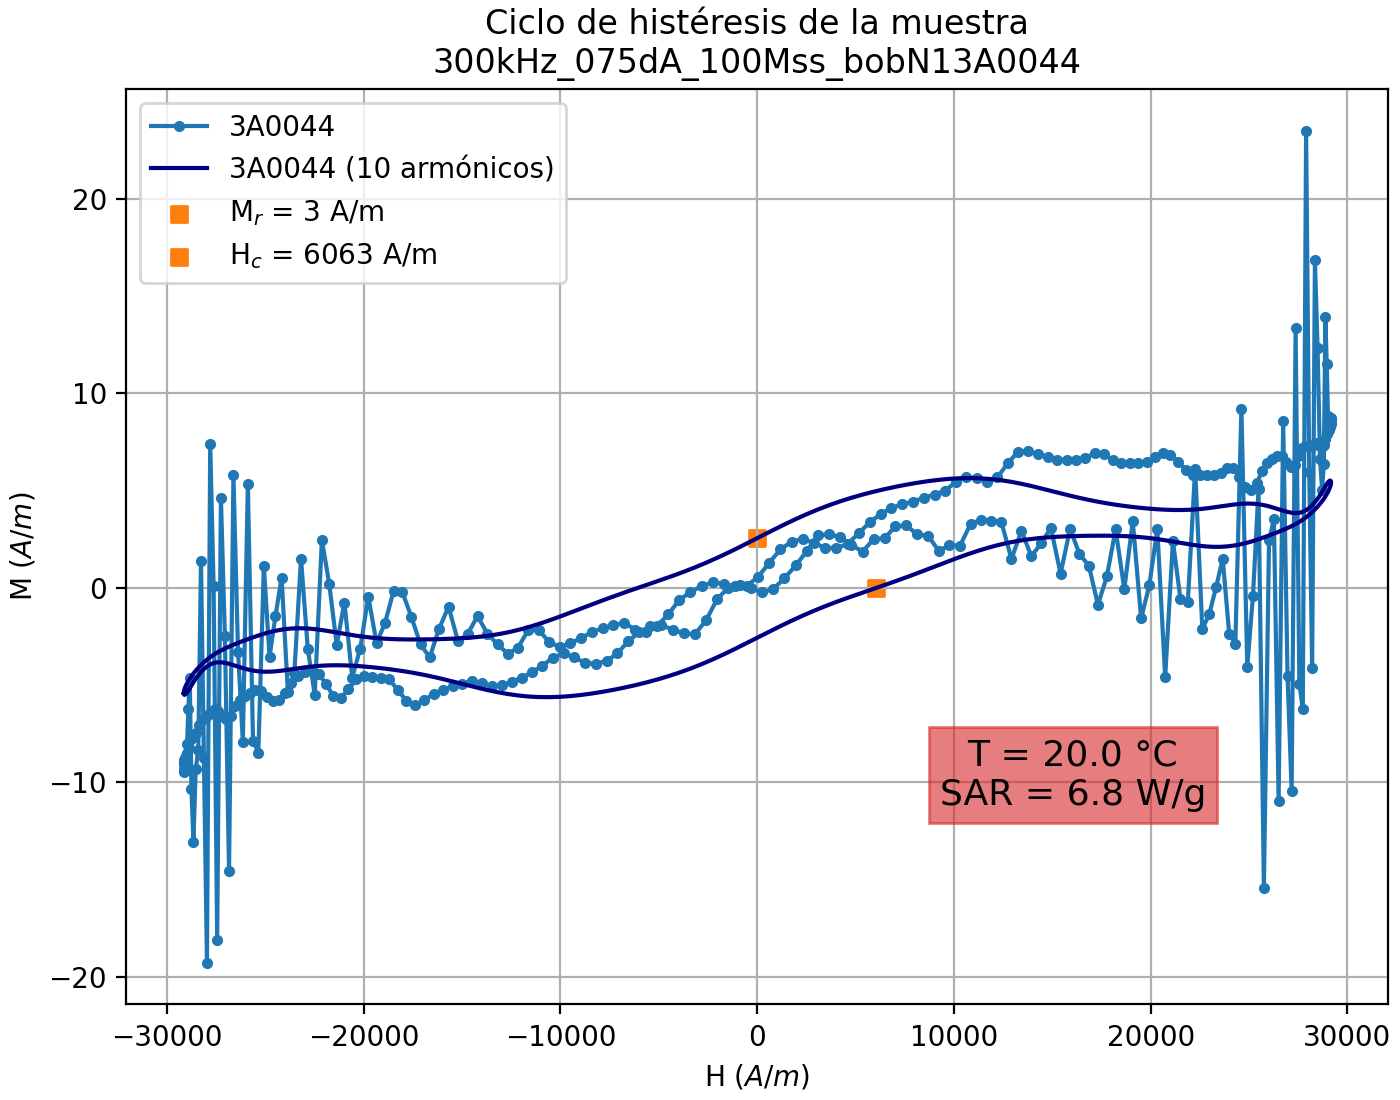 Ciclo de histéresis de la muestra
300kHz_075dA_100Mss_bobN13A0044
3A0044
3A0044 (10 armónicos)
Mᵣ = 3 A/m
H_c = 6063 A/m
20
10
0
−10
−20
M (A/m)
T = 20.0 °C
SAR = 6.8 W/g
−30000
−20000
−10000
0
10000
20000
30000
H (A/m)